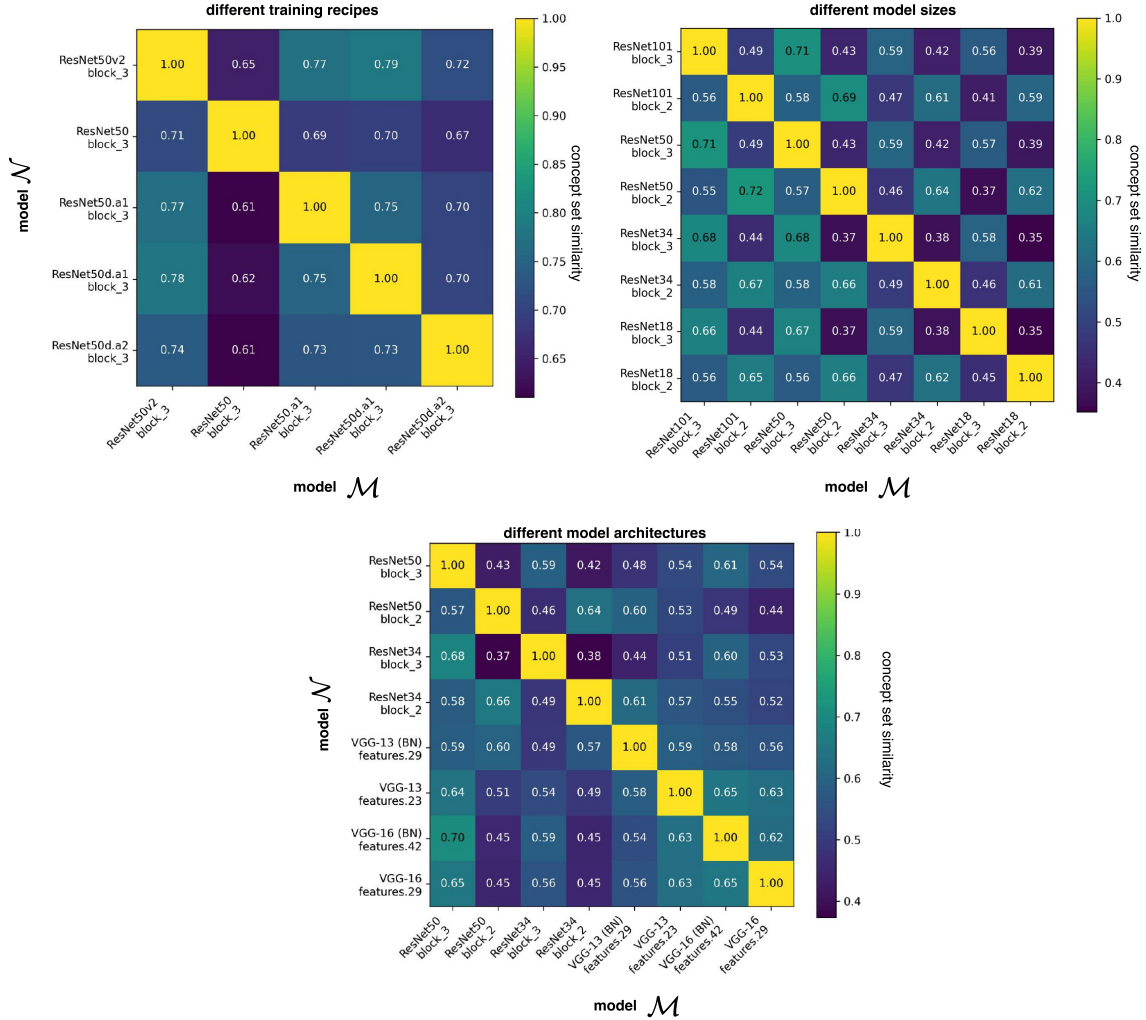 different training recipes
ResNet50v2
block_3
ResNet50
block_3
ResNet50.a1
block_3
ResNet50d.a1
block_3
ResNet50d.a2
block_3
model 𝒩
1.00 0.65 0.77 0.79 0.72
0.71 1.00 0.69 0.70 0.67
0.77 0.61 1.00 0.75 0.70
0.78 0.62 0.75 1.00 0.70
0.74 0.61 0.73 0.73 1.00
ResNet50v2
block_3
ResNet50
block_3
ResNet50.a1
block_3
ResNet50d.a1
block_3
ResNet50d.a2
block_3
model ℳ
1.00
0.95
0.90
0.85
0.80
0.75
0.70
0.65
concept set similarity
different model sizes
ResNet101
block_3
ResNet101
block_2
ResNet50
block_3
ResNet50
block_2
ResNet34
block_3
ResNet34
block_2
ResNet18
block_3
ResNet18
block_2
1.00 0.49 0.71 0.43 0.59 0.42 0.56 0.39
0.56 1.00 0.58 0.69 0.47 0.61 0.41 0.59
0.71 0.49 1.00 0.43 0.59 0.42 0.57 0.39
0.55 0.72 0.57 1.00 0.46 0.64 0.37 0.62
0.68 0.44 0.68 0.37 1.00 0.38 0.58 0.35
0.58 0.67 0.58 0.66 0.49 1.00 0.46 0.61
0.66 0.44 0.67 0.37 0.59 0.38 1.00 0.35
0.56 0.65 0.56 0.66 0.47 0.62 0.45 1.00
ResNet101
block_3
ResNet101
block_2
ResNet50
block_3
ResNet50
block_2
ResNet34
block_3
ResNet34
block_2
ResNet18
block_3
ResNet18
block_2
model ℳ
1.0
0.9
0.8
0.7
0.6
0.5
0.4
concept set similarity
different model architectures
ResNet50
block_3
ResNet50
block_2
ResNet34
block_3
ResNet34
block_2
VGG-13 (BN)
features.29
VGG-13
features.23
VGG-16 (BN)
features.42
VGG-16
features.29
model 𝒩
1.00 0.43 0.59 0.42 0.48 0.54 0.61 0.54
0.57 1.00 0.46 0.64 0.60 0.53 0.49 0.44
0.68 0.37 1.00 0.38 0.44 0.51 0.60 0.53
0.58 0.66 0.49 1.00 0.61 0.57 0.55 0.52
0.59 0.60 0.49 0.57 1.00 0.59 0.58 0.56
0.64 0.51 0.54 0.49 0.58 1.00 0.65 0.63
0.70 0.45 0.59 0.45 0.54 0.63 1.00 0.62
0.65 0.45 0.56 0.45 0.56 0.63 0.65 1.00
ResNet50
block_3
ResNet50
block_2
ResNet34
block_3
ResNet34
block_2
VGG-13 (BN)
features.29
VGG-13
features.23
VGG-16 (BN)
features.42
VGG-16
features.29
model ℳ
1.0
0.9
0.8
0.7
0.6
0.5
0.4
concept set similarity